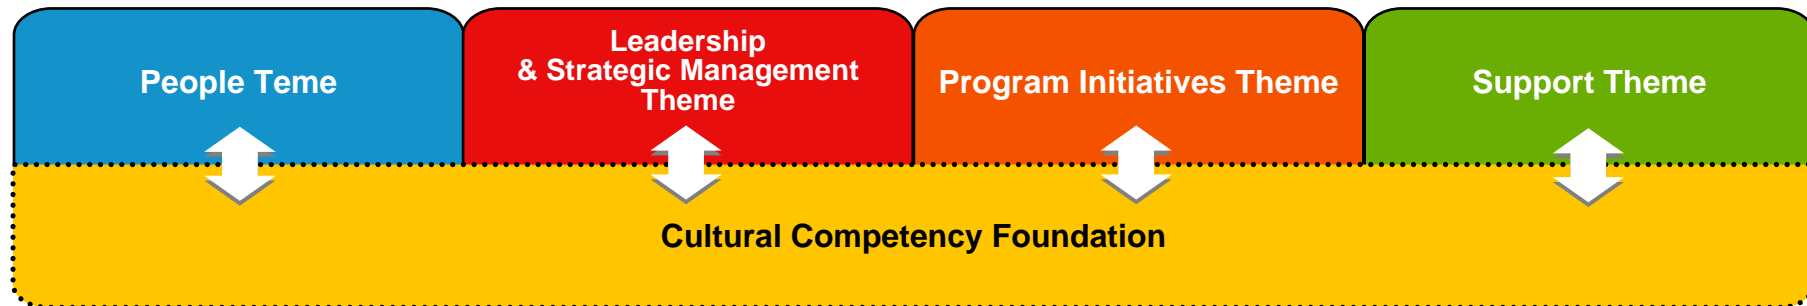 People Teme
Leadership
& Strategic Management
Theme
Program Initiatives Theme
Support Theme
Cultural Competency Foundation